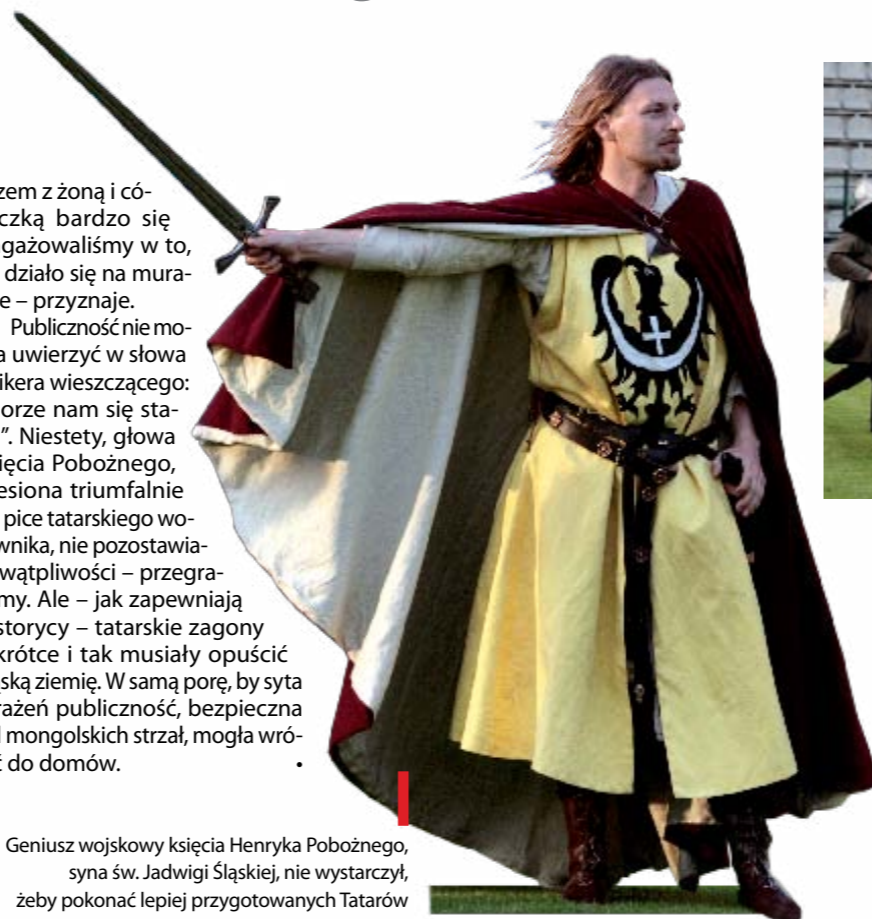 zem z żoną i có-
czką bardzo się
gażowaliśmy w to,
działo się na mura-
e – przyznaje.
Publiczność nie mo-
a uwierzyć w słowa
ikera wieszczącego:
orze nam się sta-
”. Niestety, głowa
ięcia Pobożnego,
esiona triumfalnie
pice tatarskiego wo-
wnika, nie pozostawia-
wątpliwości – przegra-
my. Ale – jak zapewniają
storycy – tatarskie zagony
krótce i tak musiały opuścić
ąską ziemię. W samą porę, by syta
rażeń publiczność, bezpieczna
d mongolskich strzał, mogła wró-
ć do domów. •
Geniusz wojskowy księcia Henryka Pobożnego,
syna św. Jadwigi Śląskiej, nie wystarczył,
żeby pokonać lepiej przygotowanych Tatarów